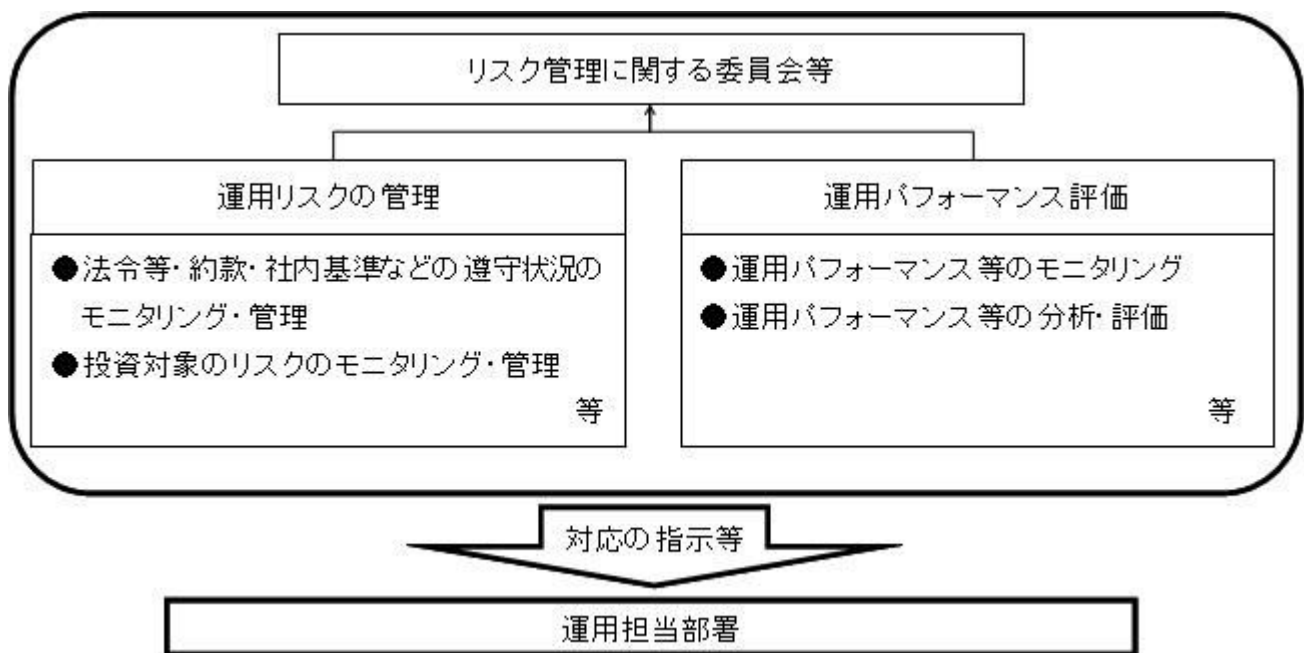 リスク管理に関する委員会等
運用リスクの管理
●法令等・約款・社内基準などの遵守状況の
モニタリング・管理
●投資対象のリスクのモニタリング・管理
等
運用パフォーマンス評価
●運用パフォーマンス等のモニタリング
●運用パフォーマンス等の分析・評価
等
対応の指示等
運用担当部署